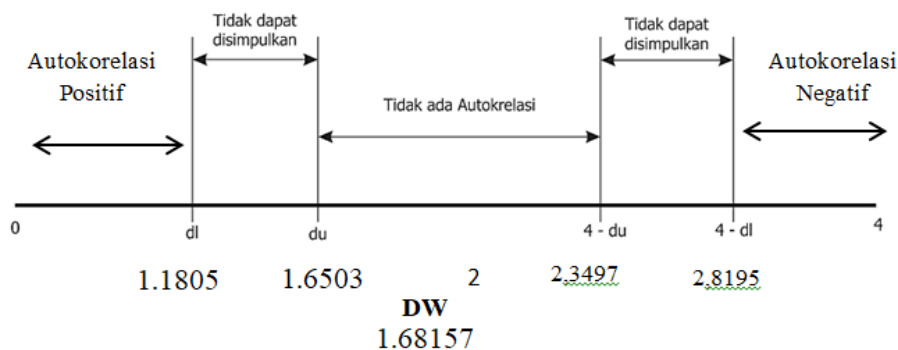 Tidak dapat
disimpulkan
Tidak dapat
disimpulkan
Autokorelasi
Positif
Autokorelasi
Negatif
Tidak ada Autokrelasi
0
dl
du
4 - du
4 - dl
4
1.1805
1.6503
2
2.3497
2.8195
DW
1.68157